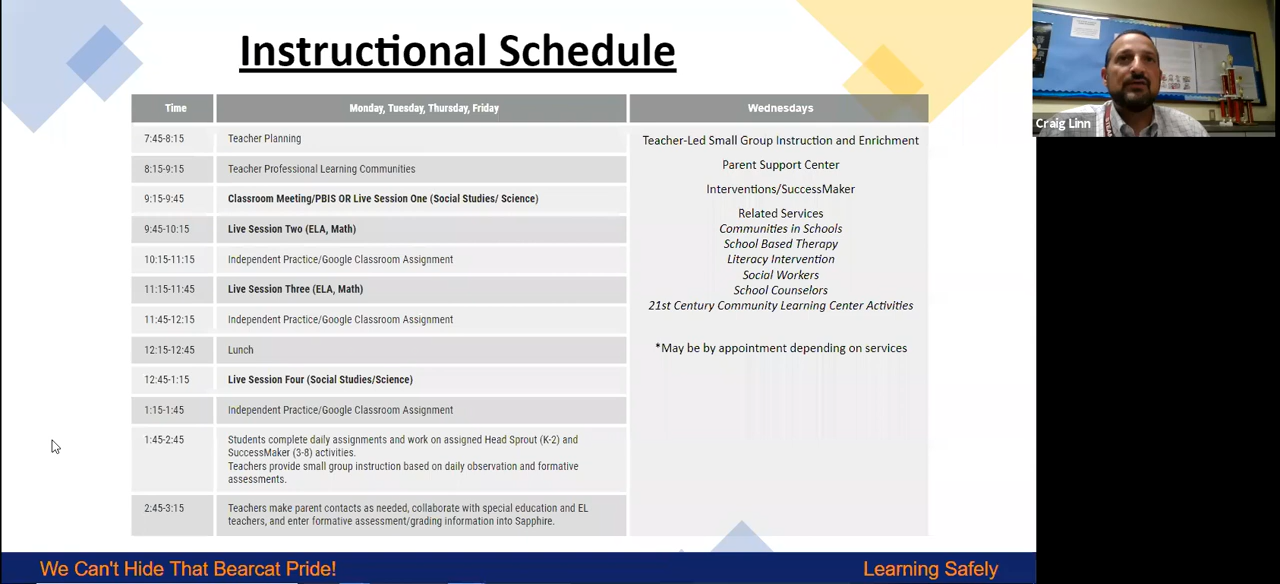 Instructional Schedule
Time
Monday, Tuesday, Thursday, Friday
Wednesdays
7:45-8:15
Teacher Planning
8:15-9:15
Teacher Professional Learning Communities
9:15-9:45
Classroom Meeting/PBIS OR Live Session One (Social Studies/ Science)
9:45-10:15
Live Session Two (ELA, Math)
10:15-11:15
Independent Practice/Google Classroom Assignment
11:15-11:45
Live Session Three (ELA, Math)
11:45-12:15
Independent Practice/Google Classroom Assignment
12:15-12:45
Lunch
12:45-1:15
Live Session Four (Social Studies/Science)
1:15-1:45
Independent Practice/Google Classroom Assignment
1:45-2:45
Students complete daily assignments and work on assigned Head Sprout (K-2) and
SuccessMaker (3-8) activities.
Teachers provide small group instruction based on daily observation and formative
assessments.
2:45-3:15
Teachers make parent contacts as needed, collaborate with special education and EL
teachers, and enter formative assessment/grading information into Sapphire.
Teacher-Led Small Group Instruction and Enrichment
Parent Support Center
Interventions/SuccessMaker
Related Services
Communities in Schools
School Based Therapy
Literacy Intervention
Social Workers
School Counselors
21st Century Community Learning Center Activities
*May be by appointment depending on services
Craig Linn
We Can't Hide That Bearcat Pride!
Learning Safely